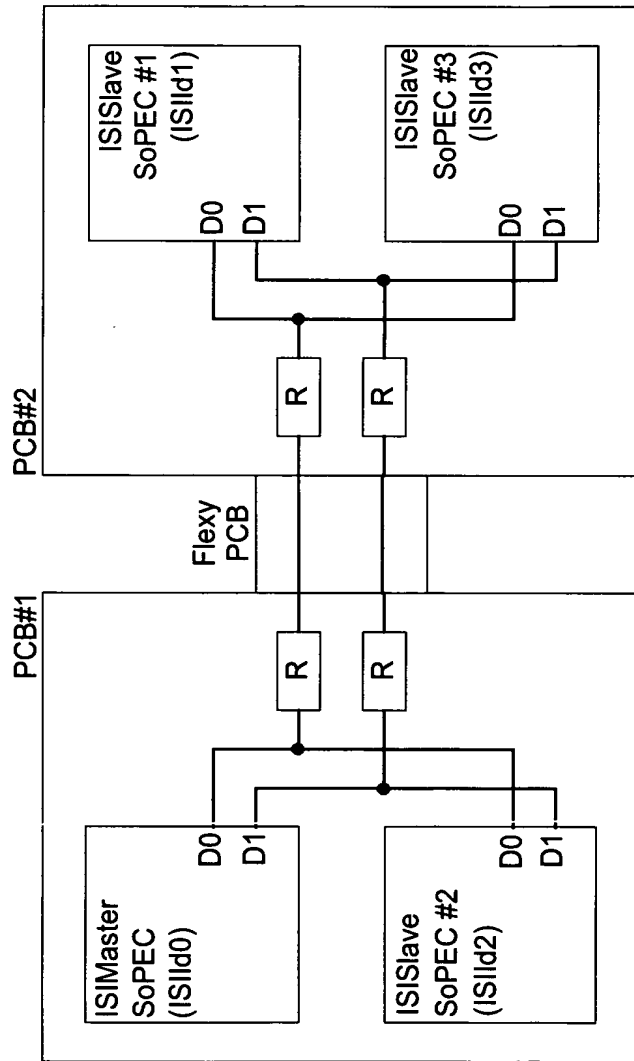 PCB#1
ISIMaster
SoPEC
(ISIId0)
D0
D1
ISISlave
SoPEC #2
(ISIId2)
D0
D1
R
R
Flexy
PCB
PCB#2
R
R
ISISlave
SoPEC #1
(ISIId1)
D0
D1
ISISlave
SoPEC #3
(ISIId3)
D0
D1